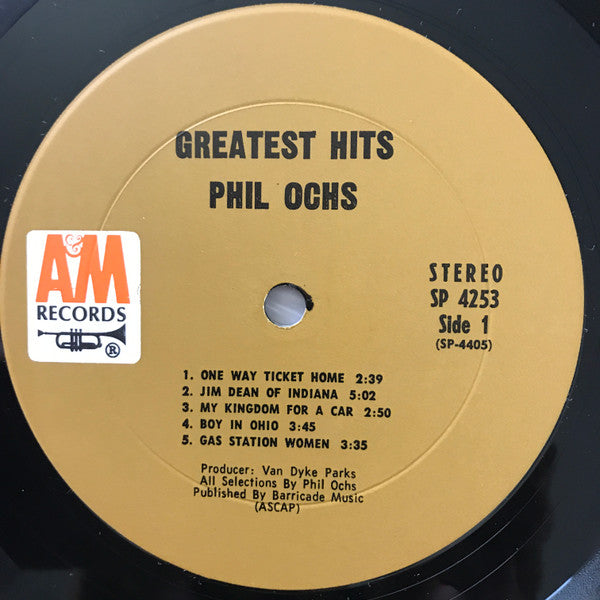 GREATEST HITS
PHIL OCHS
A&M
RECORDS
®
STEREO
SP 4253
Side 1
(SP-4405)
1. ONE WAY TICKET HOME 2:39
2. JIM DEAN OF INDIANA 5:02
3. MY KINGDOM FOR A CAR 2:50
4. BOY IN OHIO 3:45
5. GAS STATION WOMEN 3:35
Producer: Van Dyke Parks
All Selections By Phil Ochs
Published By Barricade Music
(ASCAP)